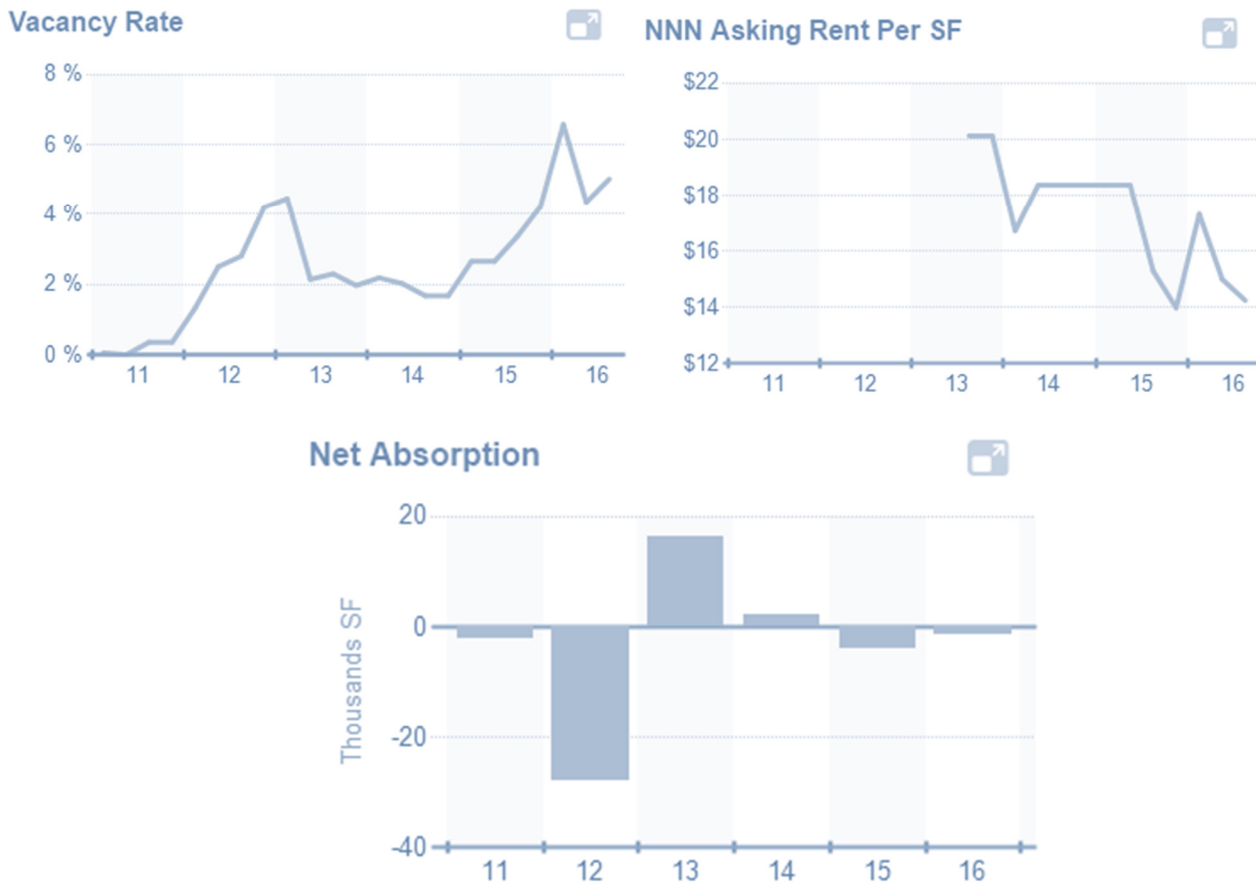 Vacancy Rate
8 %
6 %
4 %
2 %
0 %
11 12 13 14 15 16
NNN Asking Rent Per SF
$22
$20
$18
$16
$14
$12
11 12 13 14 15 16
Net Absorption
Thousands SF
20
0
-20
-40
11 12 13 14 15 16